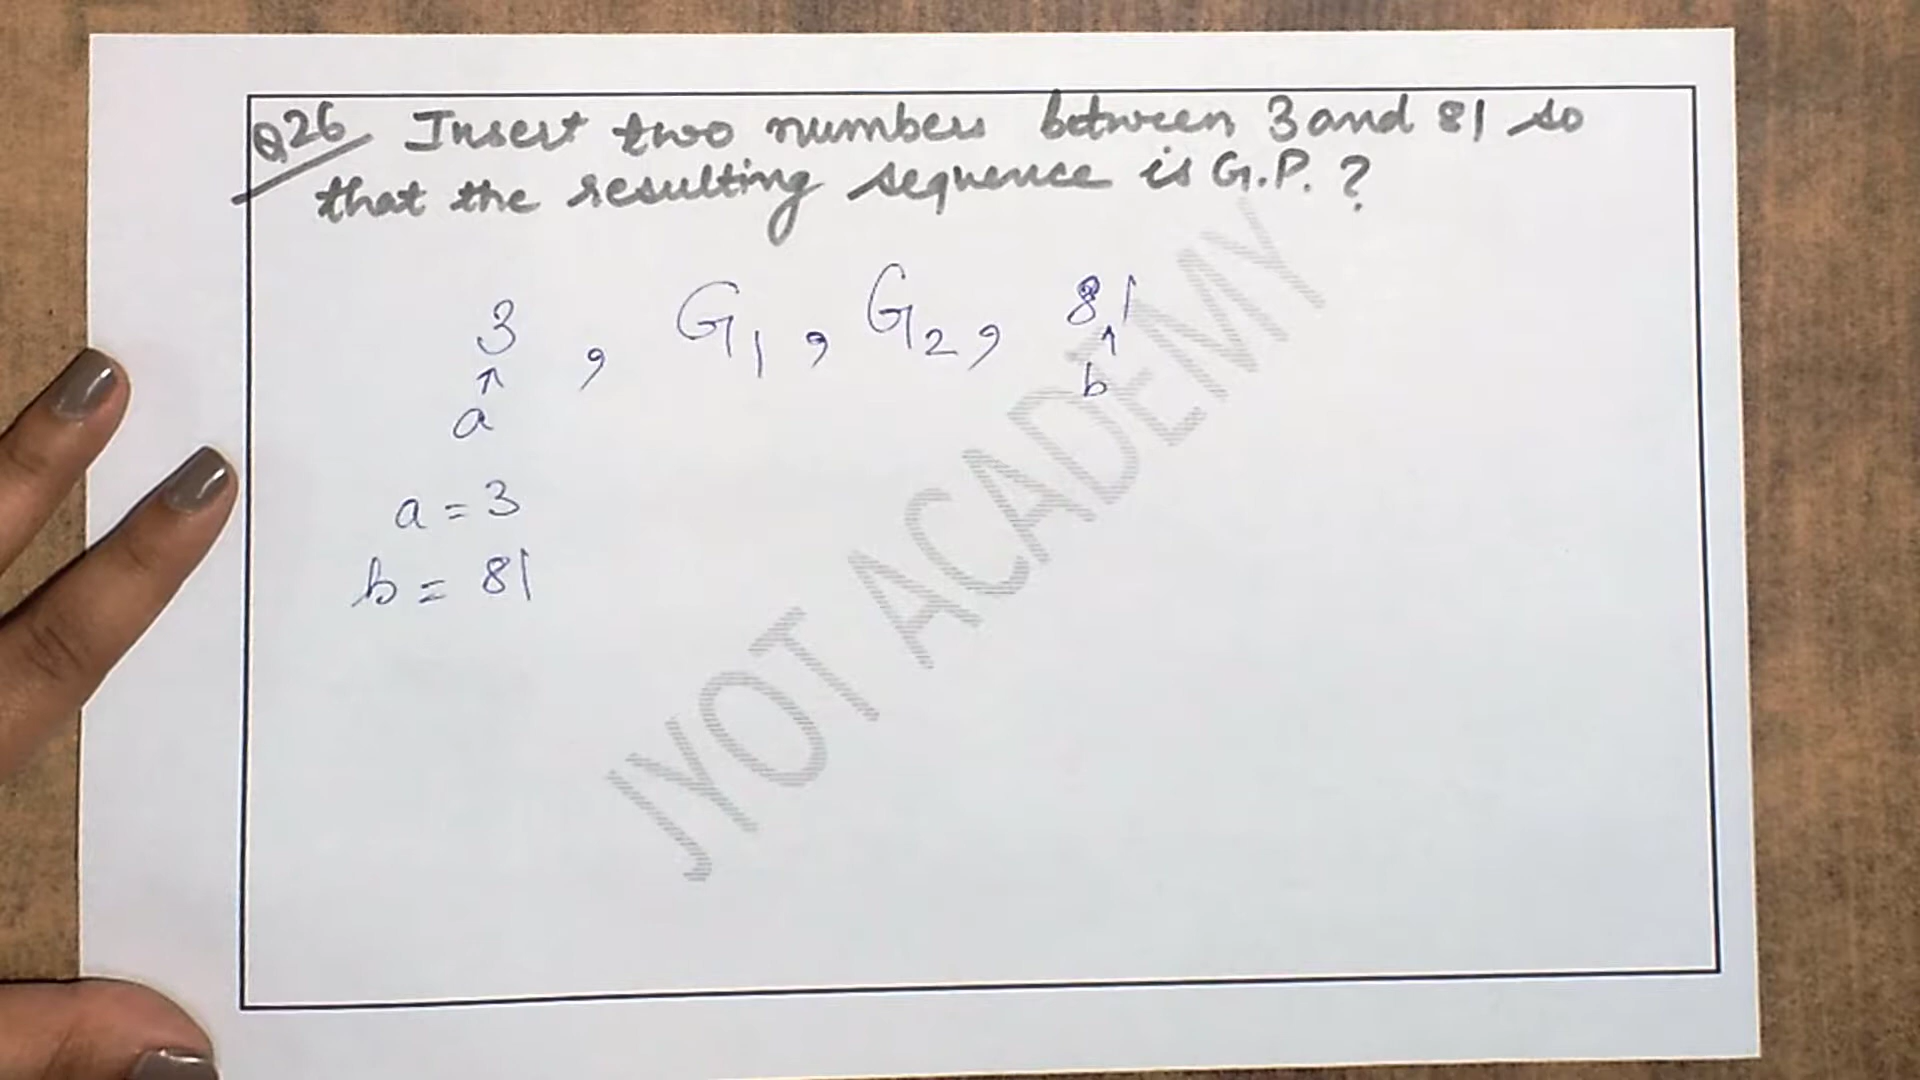 Q26 Insert two numbers between 3 and 81 so
that the resulting sequence is G.P. ?
3 , G1 , G2 , 81
↑ ↑
a b
a = 3
b = 81
JYOT ACADEMY